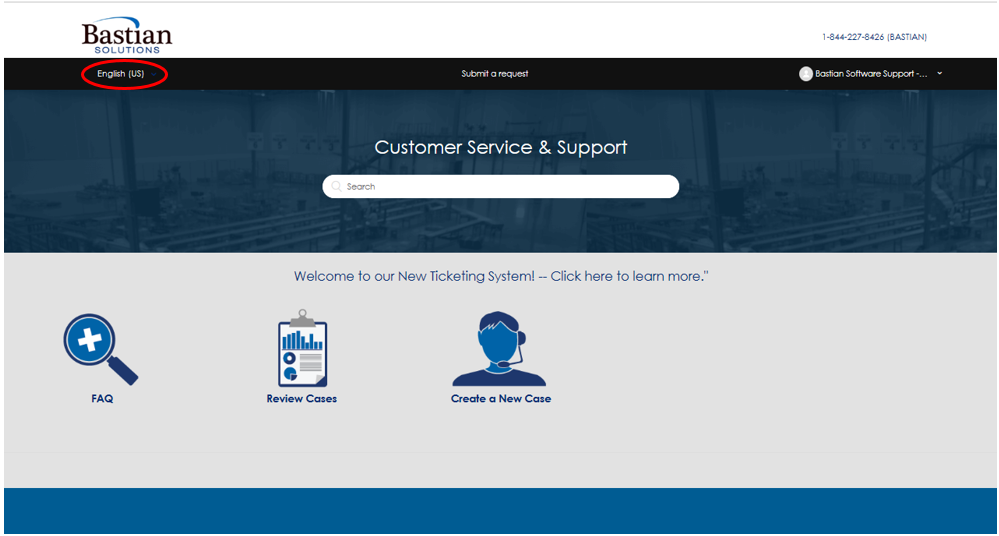 Bastian
SOLUTIONS
1-844-227-8426 (BASTIAN)
English (US)
Submit a request
Bastian Software Support -...
Customer Service & Support
Search
Welcome to our New Ticketing System! -- Click here to learn more."
FAQ
Review Cases
Create a New Case